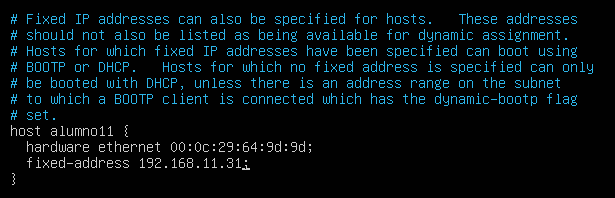 # Fixed IP addresses can also be specified for hosts.   These addresses
# should not also be listed as being available for dynamic assignment.
# Hosts for which fixed IP addresses have been specified can boot using
# BOOTP or DHCP.   Hosts for which no fixed address is specified can only
# be booted with DHCP, unless there is an address range on the subnet
# to which a BOOTP client is connected which has the dynamic-bootp flag
# set.
host alumno11 {
  hardware ethernet 00:0c:29:64:9d:9d;
  fixed-address 192.168.11.31;
}